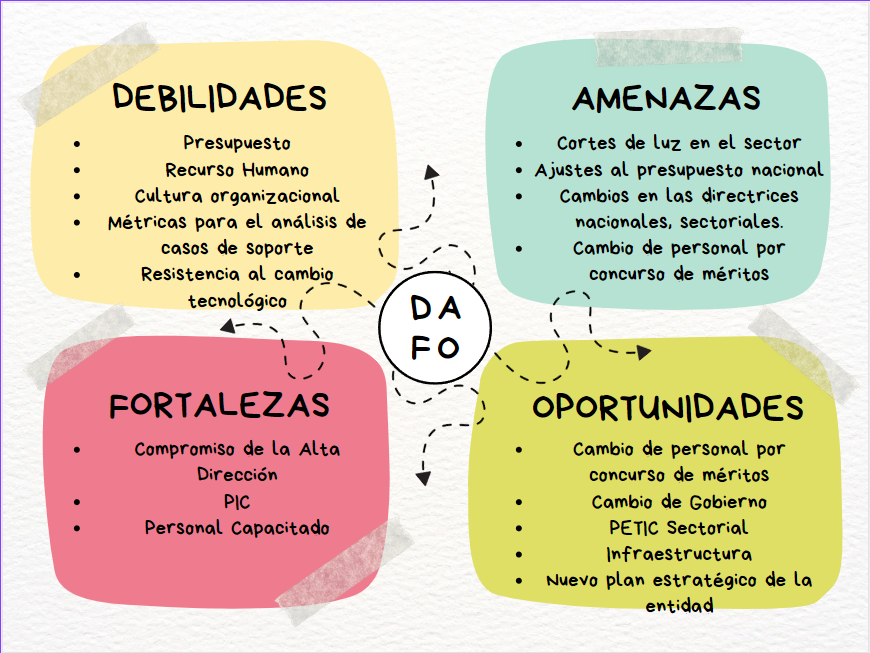 DEBILIDADES
• Presupuesto
• Recurso Humano
• Cultura organizacional
• Métricas para el análisis de
casos de soporte
• Resistencia al cambio
tecnológico
AMENAZAS
• Cortes de luz en el sector
• Ajustes al presupuesto nacional
• Cambios en las directrices
nacionales, sectoriales.
• Cambio de personal por
concurso de méritos
DA
FO
FORTALEZAS
• Compromiso de la Alta
Dirección
• PIC
• Personal Capacitado
OPORTUNIDADES
• Cambio de personal por
concurso de méritos
• Cambio de Gobierno
• PETIC Sectorial
• Infraestructura
• Nuevo plan estratégico de la
entidad